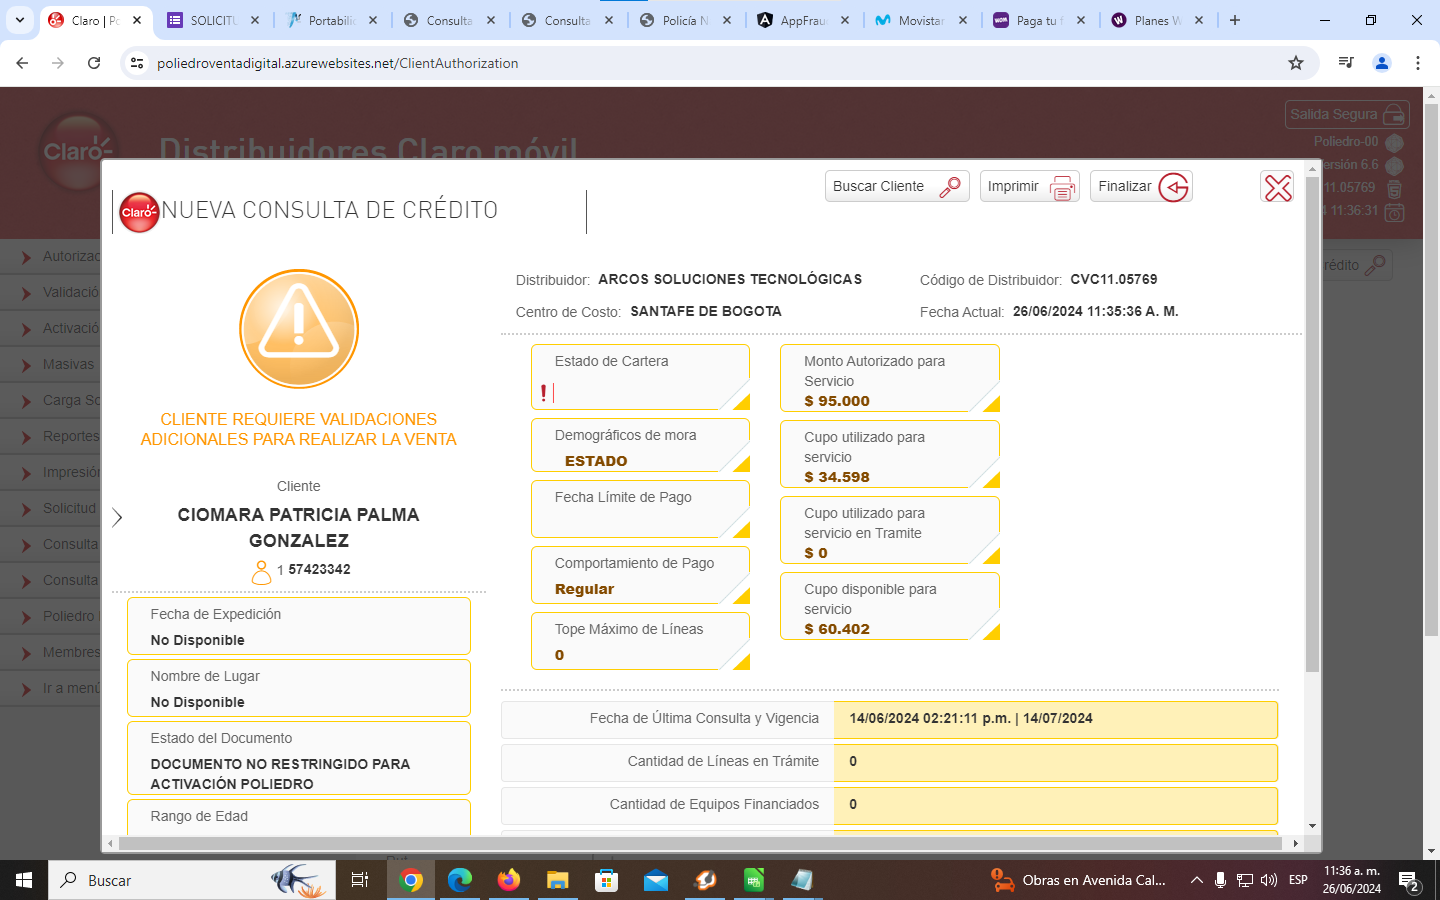 Claro | Po
SOLICITU
Portabilid
Consulta
Consulta
Policía N
AppFraud
Movistar
Paga tu f
Planes W
poliedroventadigital.azurewebsites.net/ClientAuthorization
Claro
Distribuidores Claro móvil
Salida Segura
Poliedro-00
ersión 6.6
11.05769
11:36:31
rédito
Autorizac
Validació
Activació
Masivas
Carga So
Reportes
Impresión
Solicitud
Consulta
Consulta
Poliedro
Membres
Ir a menú
Buscar Cliente
Imprimir
Finalizar
Claro
NUEVA CONSULTA DE CRÉDITO
CLIENTE REQUIERE VALIDACIONES
ADICIONALES PARA REALIZAR LA VENTA
Cliente
CIOMARA PATRICIA PALMA
GONZALEZ
1 57423342
Fecha de Expedición
No Disponible
Nombre de Lugar
No Disponible
Estado del Documento
DOCUMENTO NO RESTRINGIDO PARA
ACTIVACIÓN POLIEDRO
Rango de Edad
Distribuidor: ARCOS SOLUCIONES TECNOLÓGICAS
Código de Distribuidor: CVC11.05769
Centro de Costo: SANTAFE DE BOGOTA
Fecha Actual: 26/06/2024 11:35:36 A. M.
Estado de Cartera
Demográficos de mora
ESTADO
Fecha Límite de Pago
Comportamiento de Pago
Regular
Tope Máximo de Líneas
0
Monto Autorizado para
Servicio
$ 95.000
Cupo utilizado para
servicio
$ 34.598
Cupo utilizado para
servicio en Tramite
$ 0
Cupo disponible para
servicio
$ 60.402
Fecha de Última Consulta y Vigencia 14/06/2024 02:21:11 p.m. | 14/07/2024
Cantidad de Líneas en Trámite 0
Cantidad de Equipos Financiados 0
Buscar
Obras en Avenida Cal...
ESP
11:36 a. m.
26/06/2024
2